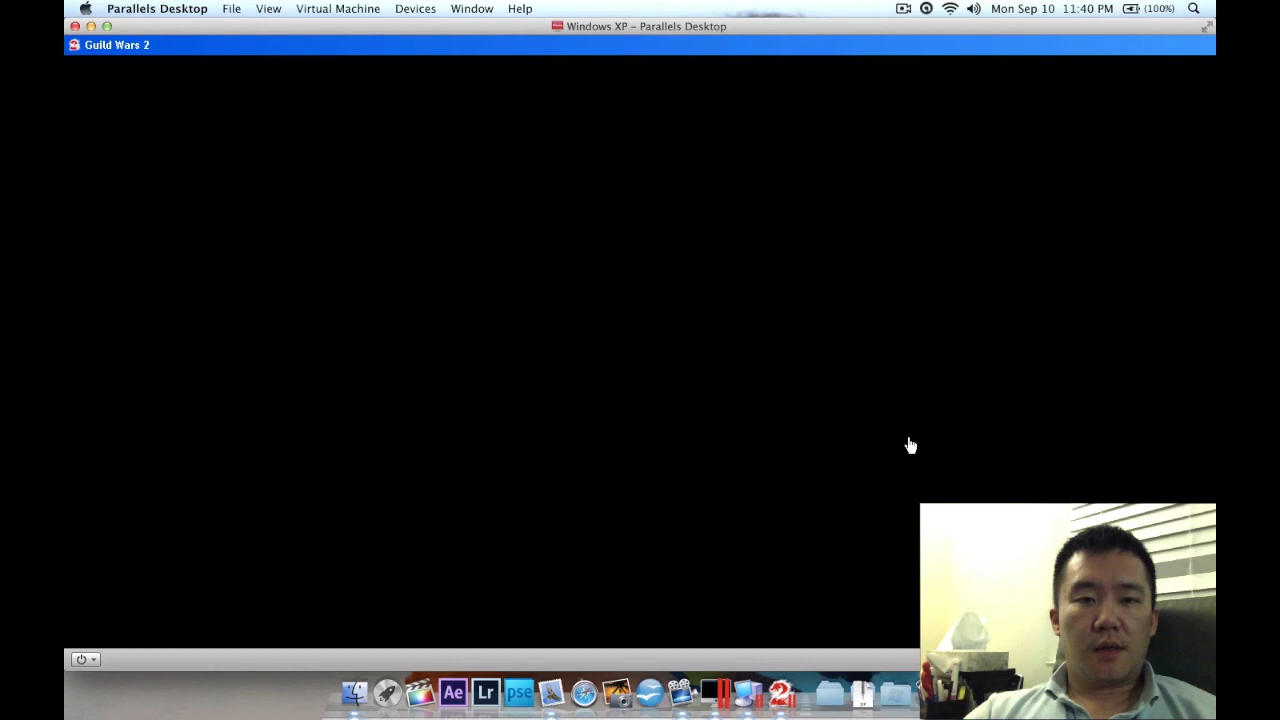 Parallels Desktop File View Virtual Machine Devices Window Help Mon Sep 10 11:40 PM (100%)
Windows XP - Parallels Desktop
Guild Wars 2
Ae Lr pse